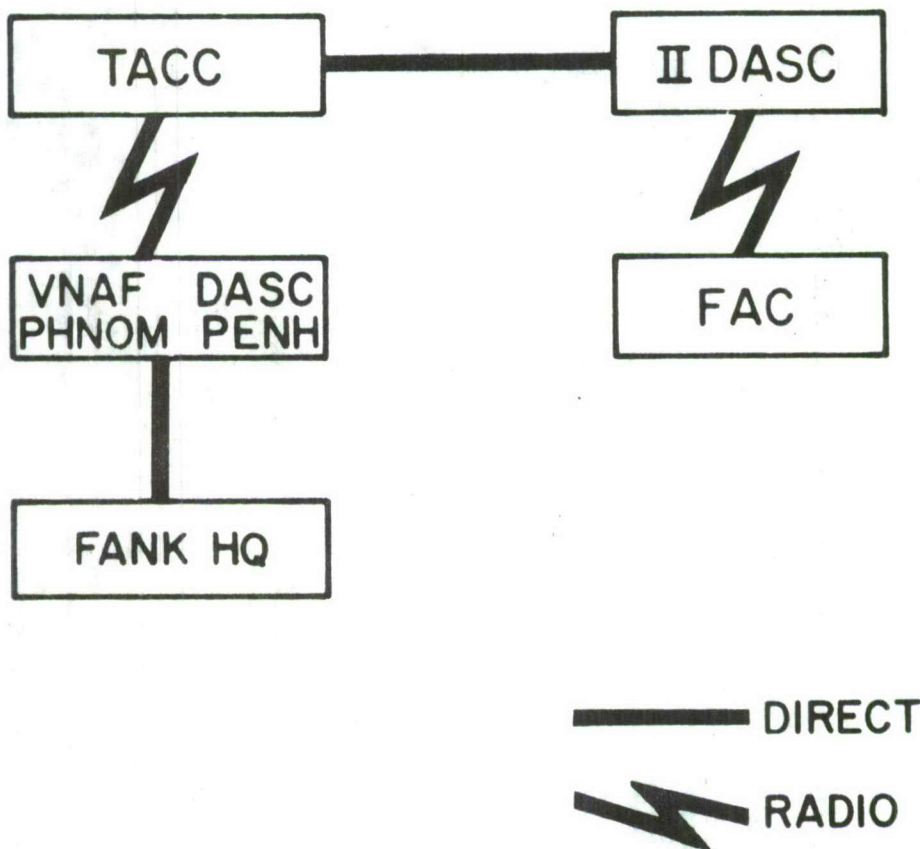 TACC
II DASC
VNAF DASC
PHNOM PENH
FAC
FANK HQ
DIRECT
RADIO